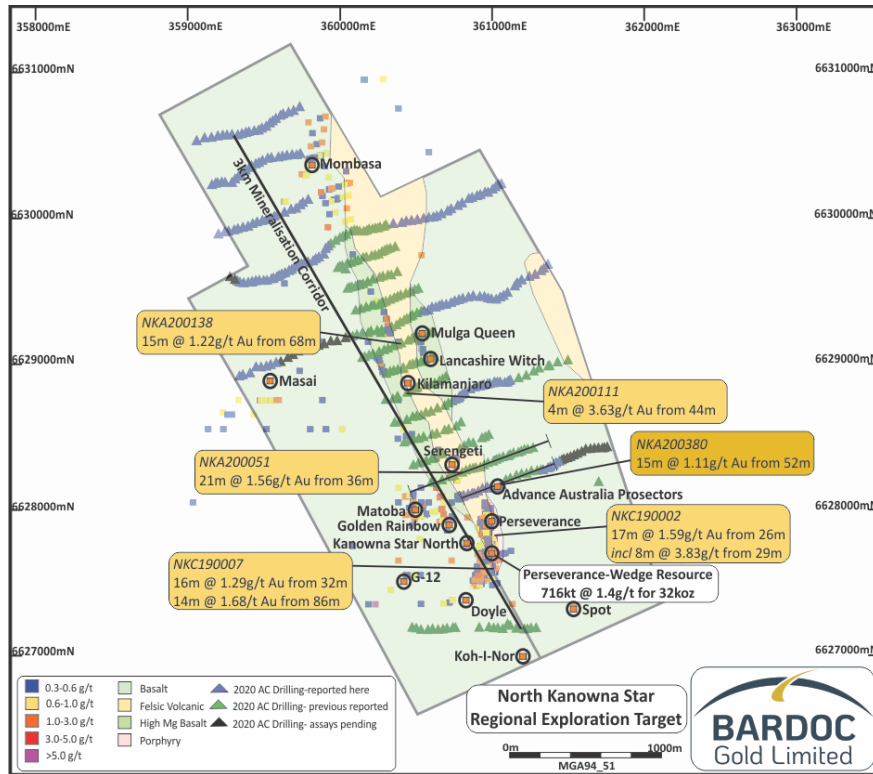 358000mE
359000mE
360000mE
361000mE
362000mE
363000mE
6631000mN
6631000mN
Mombasa
3km Mineralisation Corridor
6630000mN
6630000mN
NKA200138
15m @ 1.22g/t Au from 68m
Mulga Queen
6629000mN
Lancashire Witch
6629000mN
Masai
Kilamanjaro
NKA200111
4m @ 3.63g/t Au from 44m
NKA200380
15m @ 1.11g/t Au from 52m
Serengeti
NKA200051
21m @ 1.56g/t Au from 36m
Advance Australia Prosectors
6628000mN
6628000mN
Matoba
Golden Rainbow
Perseverance
NKC190002
17m @ 1.59g/t Au from 26m
incl 8m @ 3.83g/t from 29m
Kanowna Star North
NKC190007
16m @ 1.29g/t Au from 32m
14m @ 1.68/t Au from 86m
G-12
Perseverance-Wedge Resource
716kt @ 1.4g/t for 32koz
Doyle
Spot
6627000mN
6627000mN
Koh-I-Nor
0.3-0.6 g/t
0.6-1.0 g/t
1.0-3.0 g/t
3.0-5.0 g/t
>5.0 g/t
Basalt
Felsic Volcanic
High Mg Basalt
Porphyry
2020 AC Drilling-reported here
2020 AC Drilling- previous reported
2020 AC Drilling- assays pending
North Kanowna Star
Regional Exploration Target
0m
1000m
MGA94_51
BARDOC
Gold Limited